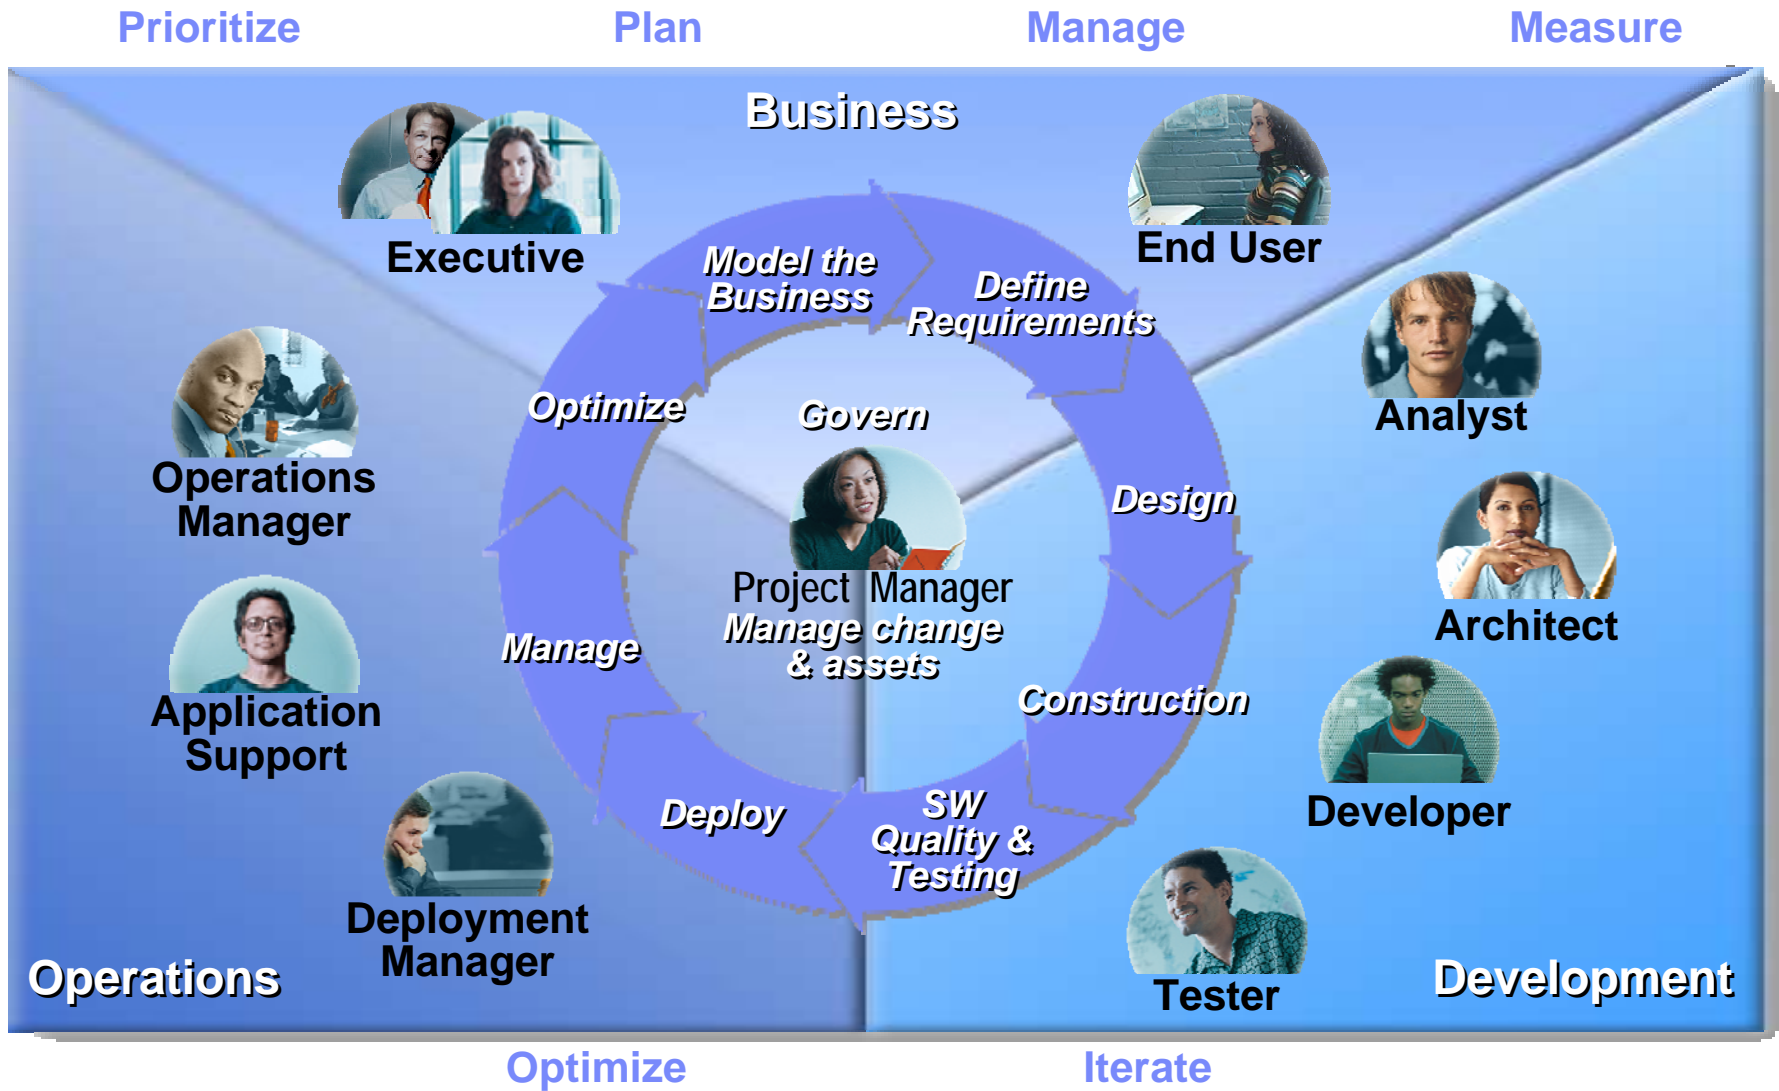 Prioritize
Plan
Manage
Measure
Business
Executive
End User
Model the
Business
Define
Requirements
Analyst
Optimize
Govern
Operations
Manager
Design
Architect
Project Manager
Manage change
& assets
Manage
Construction
Application
Support
Developer
Deploy
SW
Quality &
Testing
Deployment
Manager
Tester
Operations
Development
Optimize
Iterate